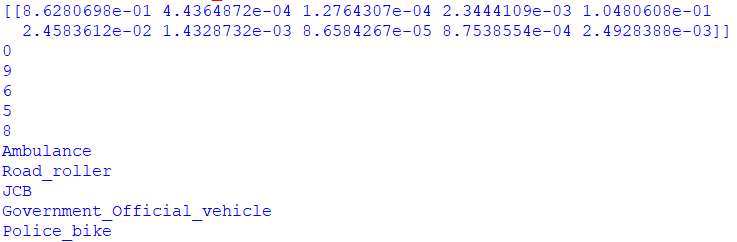 [[8.6280698e-01 4.4364872e-04 1.2764307e-04 2.3444109e-03 1.0480608e-01
2.4583612e-02 1.4328732e-03 8.6584267e-05 8.7538554e-04 2.4928388e-03]]
0
9
6
5
8
Ambulance
Road_roller
JCB
Government_Official_vehicle
Police_bike